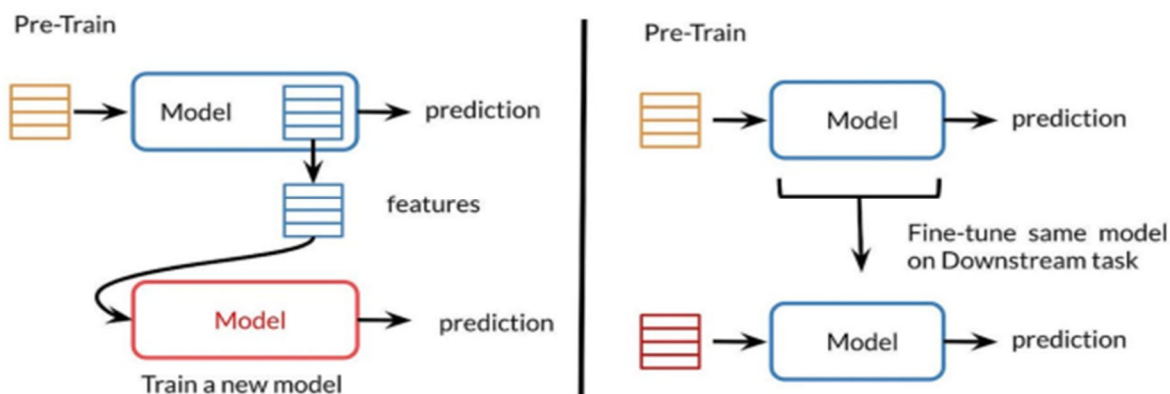 Pre-Train
Model
prediction
features
Model
prediction
Train a new model
Pre-Train
Model
prediction
Fine-tune same model
on Downstream task
Model
prediction